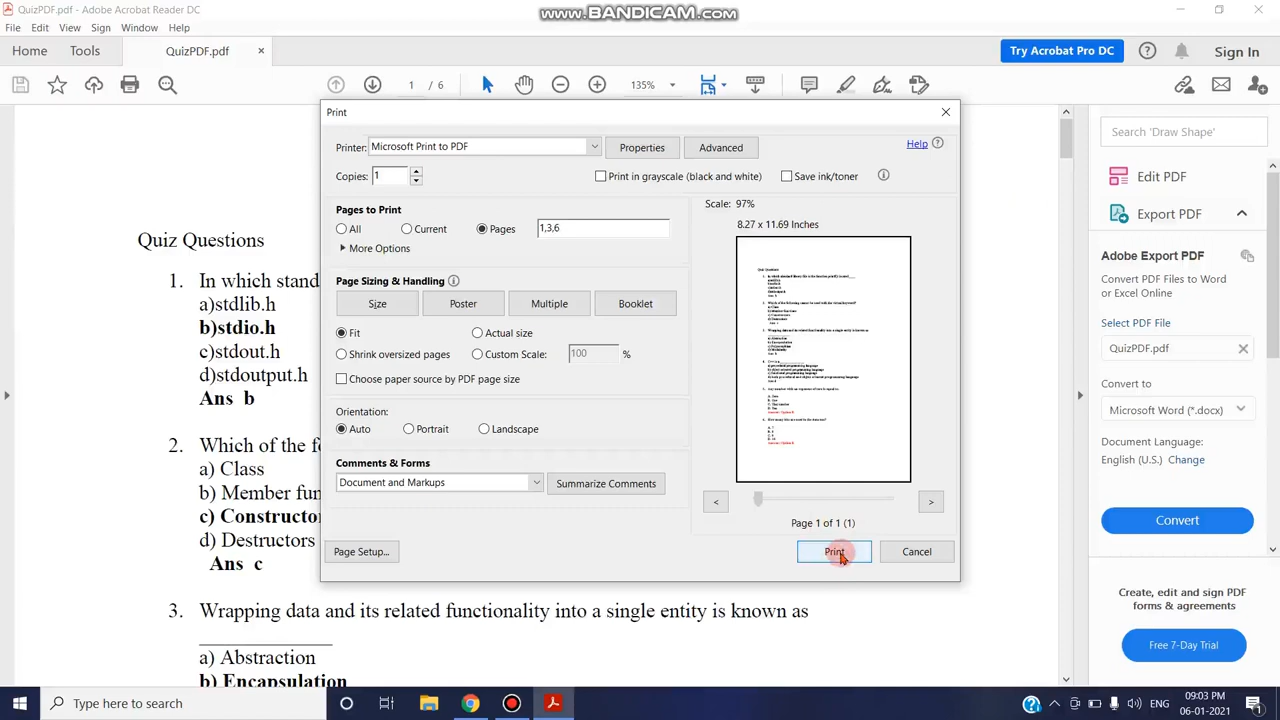 QuizPDF.pdf - Adobe Acrobat Reader DC
www.BANDICAM.com
File Edit View Sign Window Help
Home Tools QuizPDF.pdf × Try Acrobat Pro DC Sign In
1 / 6 135%
Print
Printer: Microsoft Print to PDF Properties Advanced Help
Copies: 1 Print in grayscale (black and white) Save ink/toner
Pages to Print
All Current Pages 1,3,6
More Options
Page Sizing & Handling
Size Poster Multiple Booklet
Fit Actual size
Shrink oversized pages Custom Scale: 100 %
Choose paper source by PDF page size
Orientation:
Auto Portrait Landscape
Comments & Forms
Document and Markups Summarize Comments
Page Setup...
Scale: 97%
8.27 x 11.69 Inches
< >
Page 1 of 1 (1)
Print Cancel
Quiz Questions
1. In which stand
a)stdlib.h
b)stdio.h
c)stdout.h
d)stdoutput.h
Ans b
2. Which of the f
a) Class
b) Member fun
c) Constructo
d) Destructors
Ans c
3. Wrapping data and its related functionality into a single entity is known as
a) Abstraction
b) Encapsulation
Search 'Draw Shape'
Edit PDF
Export PDF
Adobe Export PDF
Convert PDF Files to Word
or Excel Online
Select PDF File
QuizPDF.pdf ×
Convert to
Microsoft Word (*.docx)
Document Language:
English (U.S.) Change
Convert
Create, edit and sign PDF
forms & agreements
Free 7-Day Trial
Type here to search
ENG
09:03 PM
06-01-2021